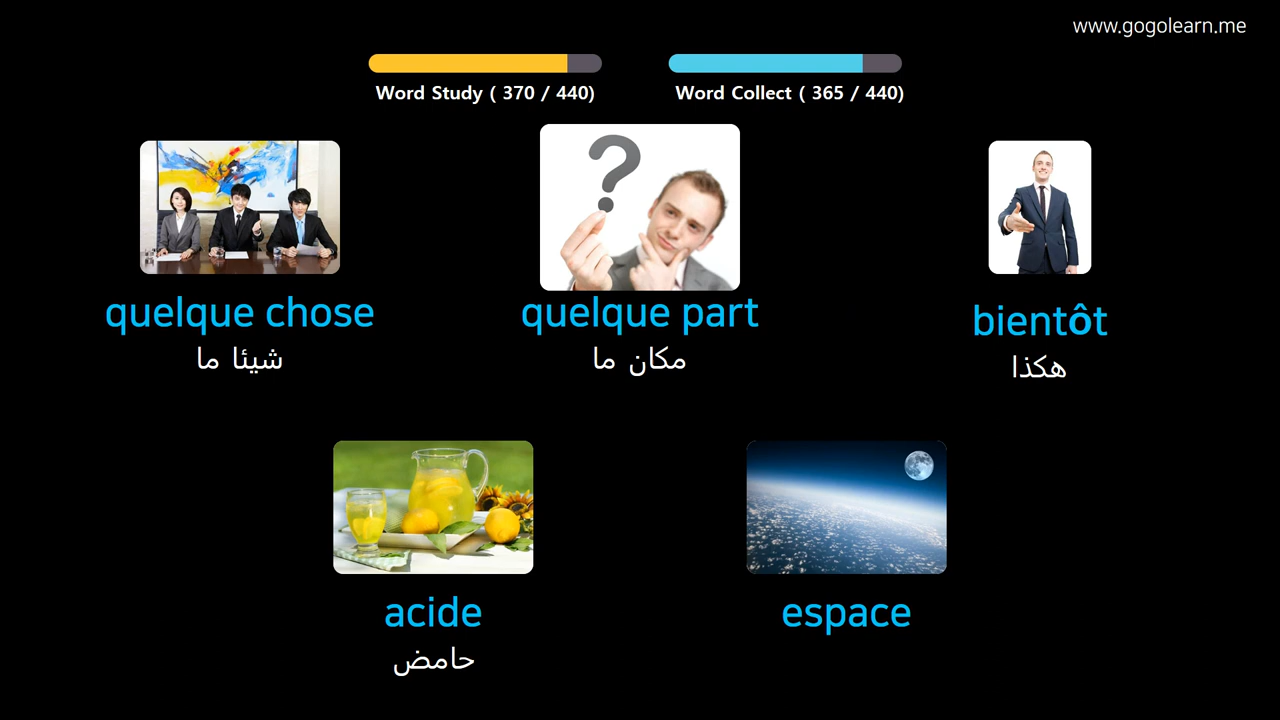 www.gogolearn.me
Word Study ( 370 / 440)
Word Collect ( 365 / 440)
quelque chose
شيئا ما
quelque part
مكان ما
bientôt
هكذا
acide
حامض
espace